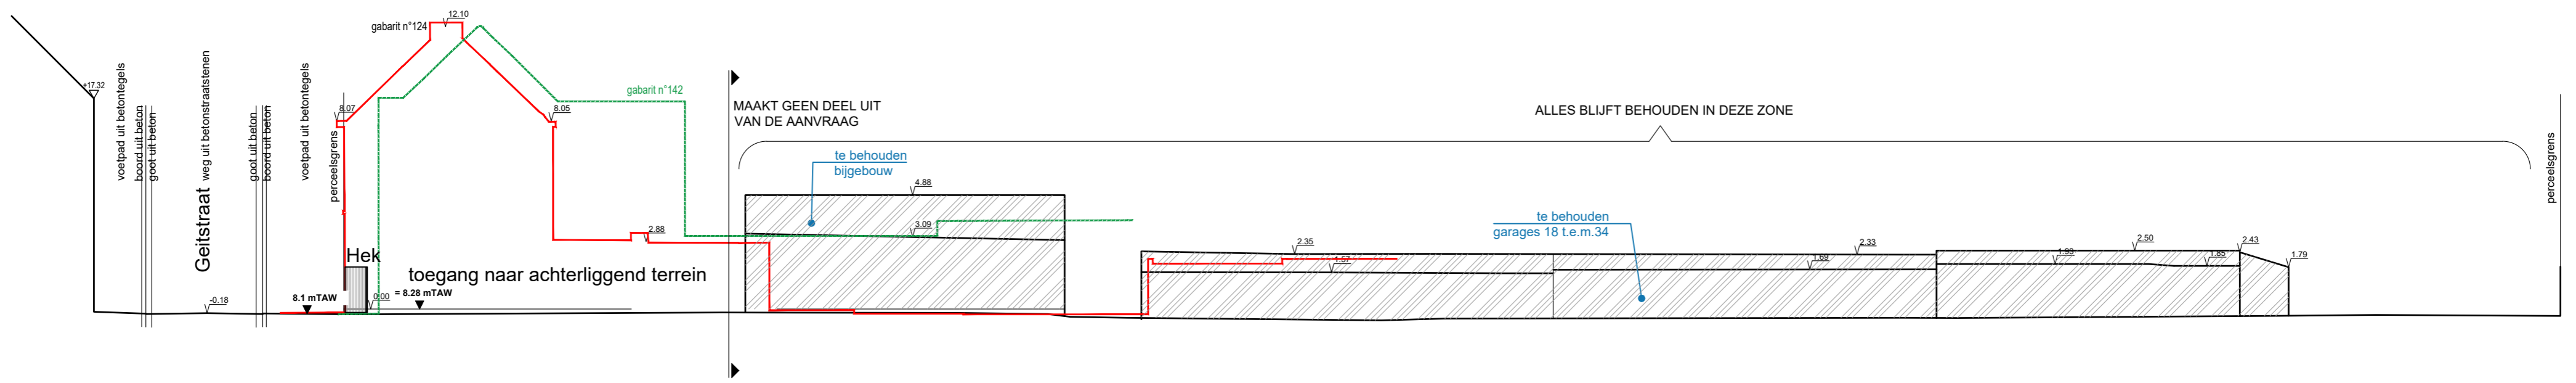 +17.32
voetpad uit betontegels
boord uit beton
goot uit beton
Geitstraat weg uit betonstraatstenen
goot uit beton
boord uit beton
voetpad uit betontegels
perceelsgrens
-0.18
8.1 mTAW
8.07
gabarit n°124
12.10
8.05
2.88
Hek
toegang naar achterliggend terrein
0.00
= 8.28 mTAW
gabarit n°142
MAAKT GEEN DEEL UIT
VAN DE AANVRAAG
te behouden
bijgebouw
4.88
3.09
ALLES BLIJFT BEHOUDEN IN DEZE ZONE
2.35
1.57
te behouden
garages 18 t.e.m.34
2.33
1.69
2.50
1.93
1.85
2.43
1.79
perceelsgrens